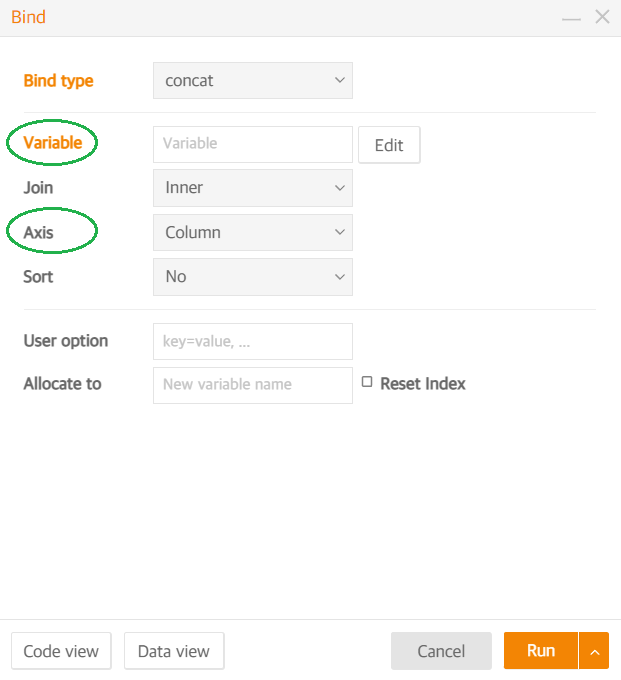 Bind
Bind type concat
Variable Variable Edit
Join Inner
Axis Column
Sort No
User option key=value, ...
Allocate to New variable name Reset Index
Code view Data view Cancel Run